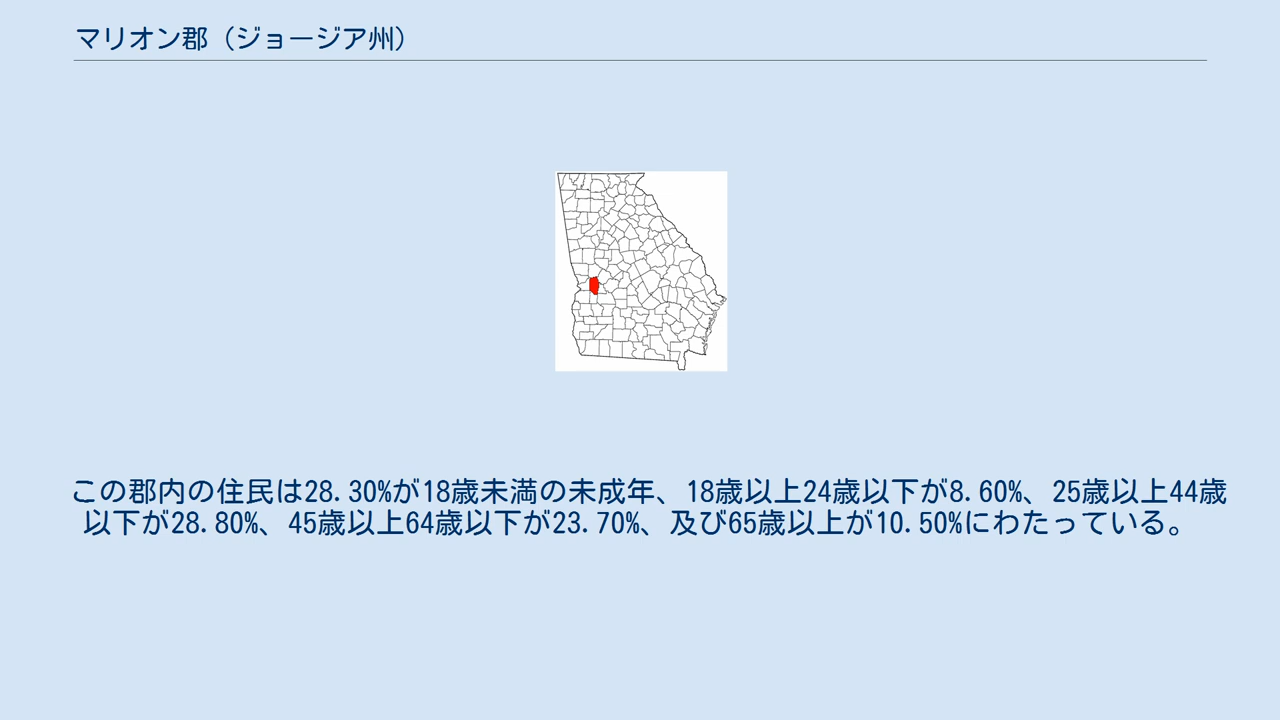 マリオン郡（ジョージア州）
この郡内の住民は28.30%が18歳未満の未成年、18歳以上24歳以下が8.60%、25歳以上44歳
以下が28.80%、45歳以上64歳以下が23.70%、及び65歳以上が10.50%にわたっている。